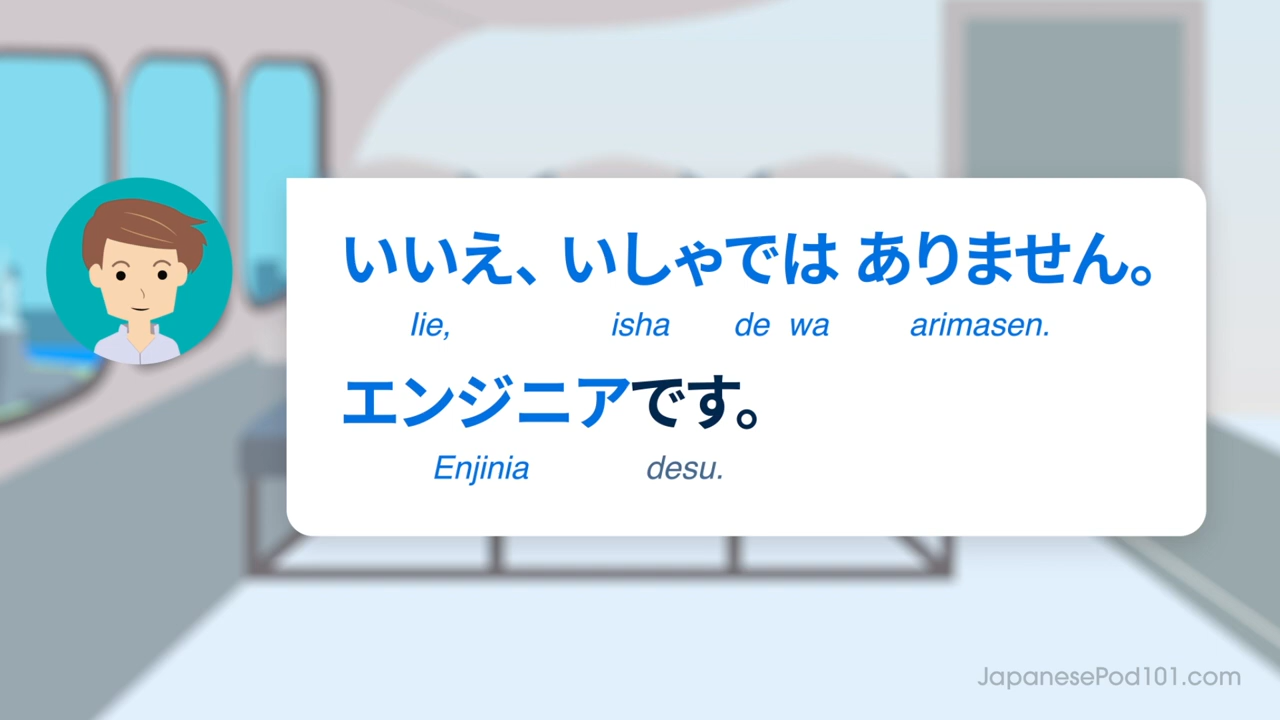 いいえ、いしゃでは ありません。
Iie, isha de wa arimasen.
エンジニアです。
Enjinia desu.
JapanesePod101.com